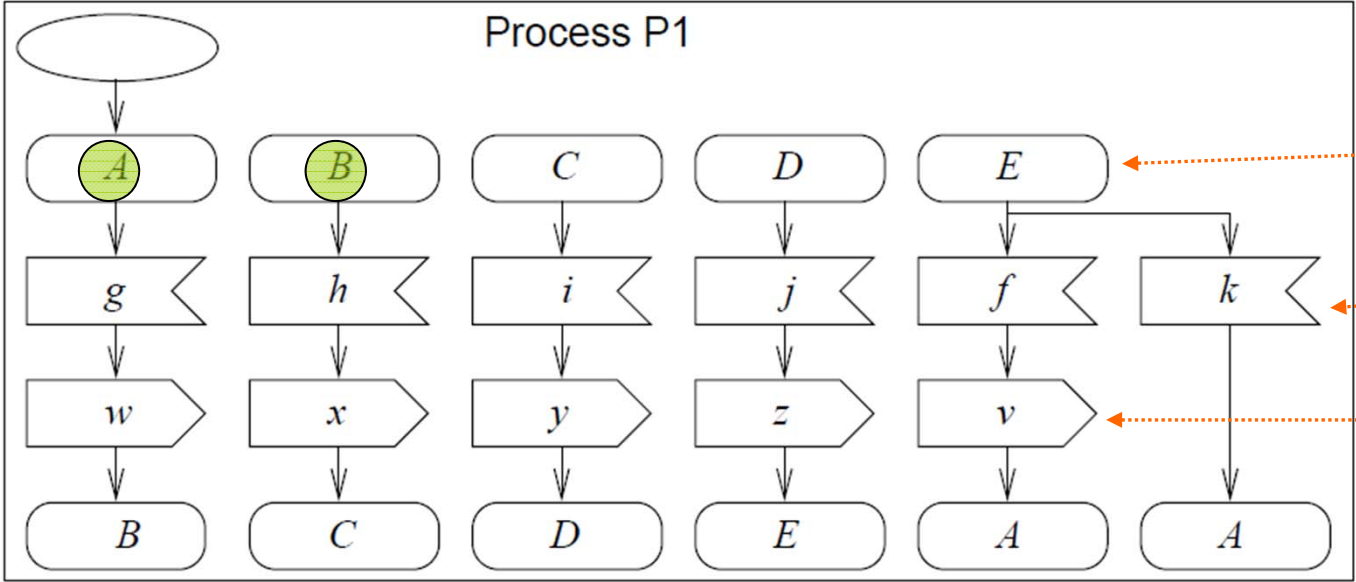 Process P1
A B C D E
g h i j f k
w x y z v
B C D E A A